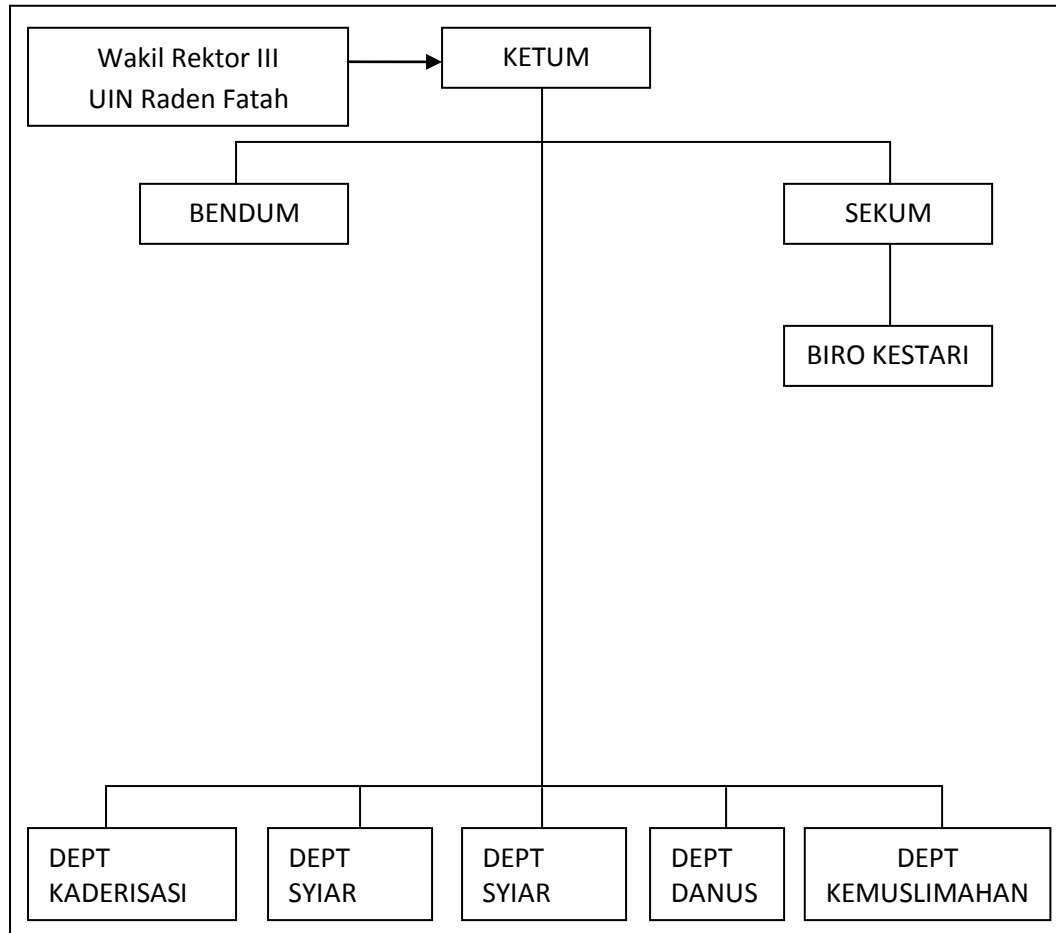 Wakil Rektor III
UIN Raden Fatah
KETUM
BENDUM
SEKUM
BIRO KESTARI
DEPT
KADERISASI
DEPT
SYIAR
DEPT
SYIAR
DEPT
DANUS
DEPT
KEMUSLIMAHAN